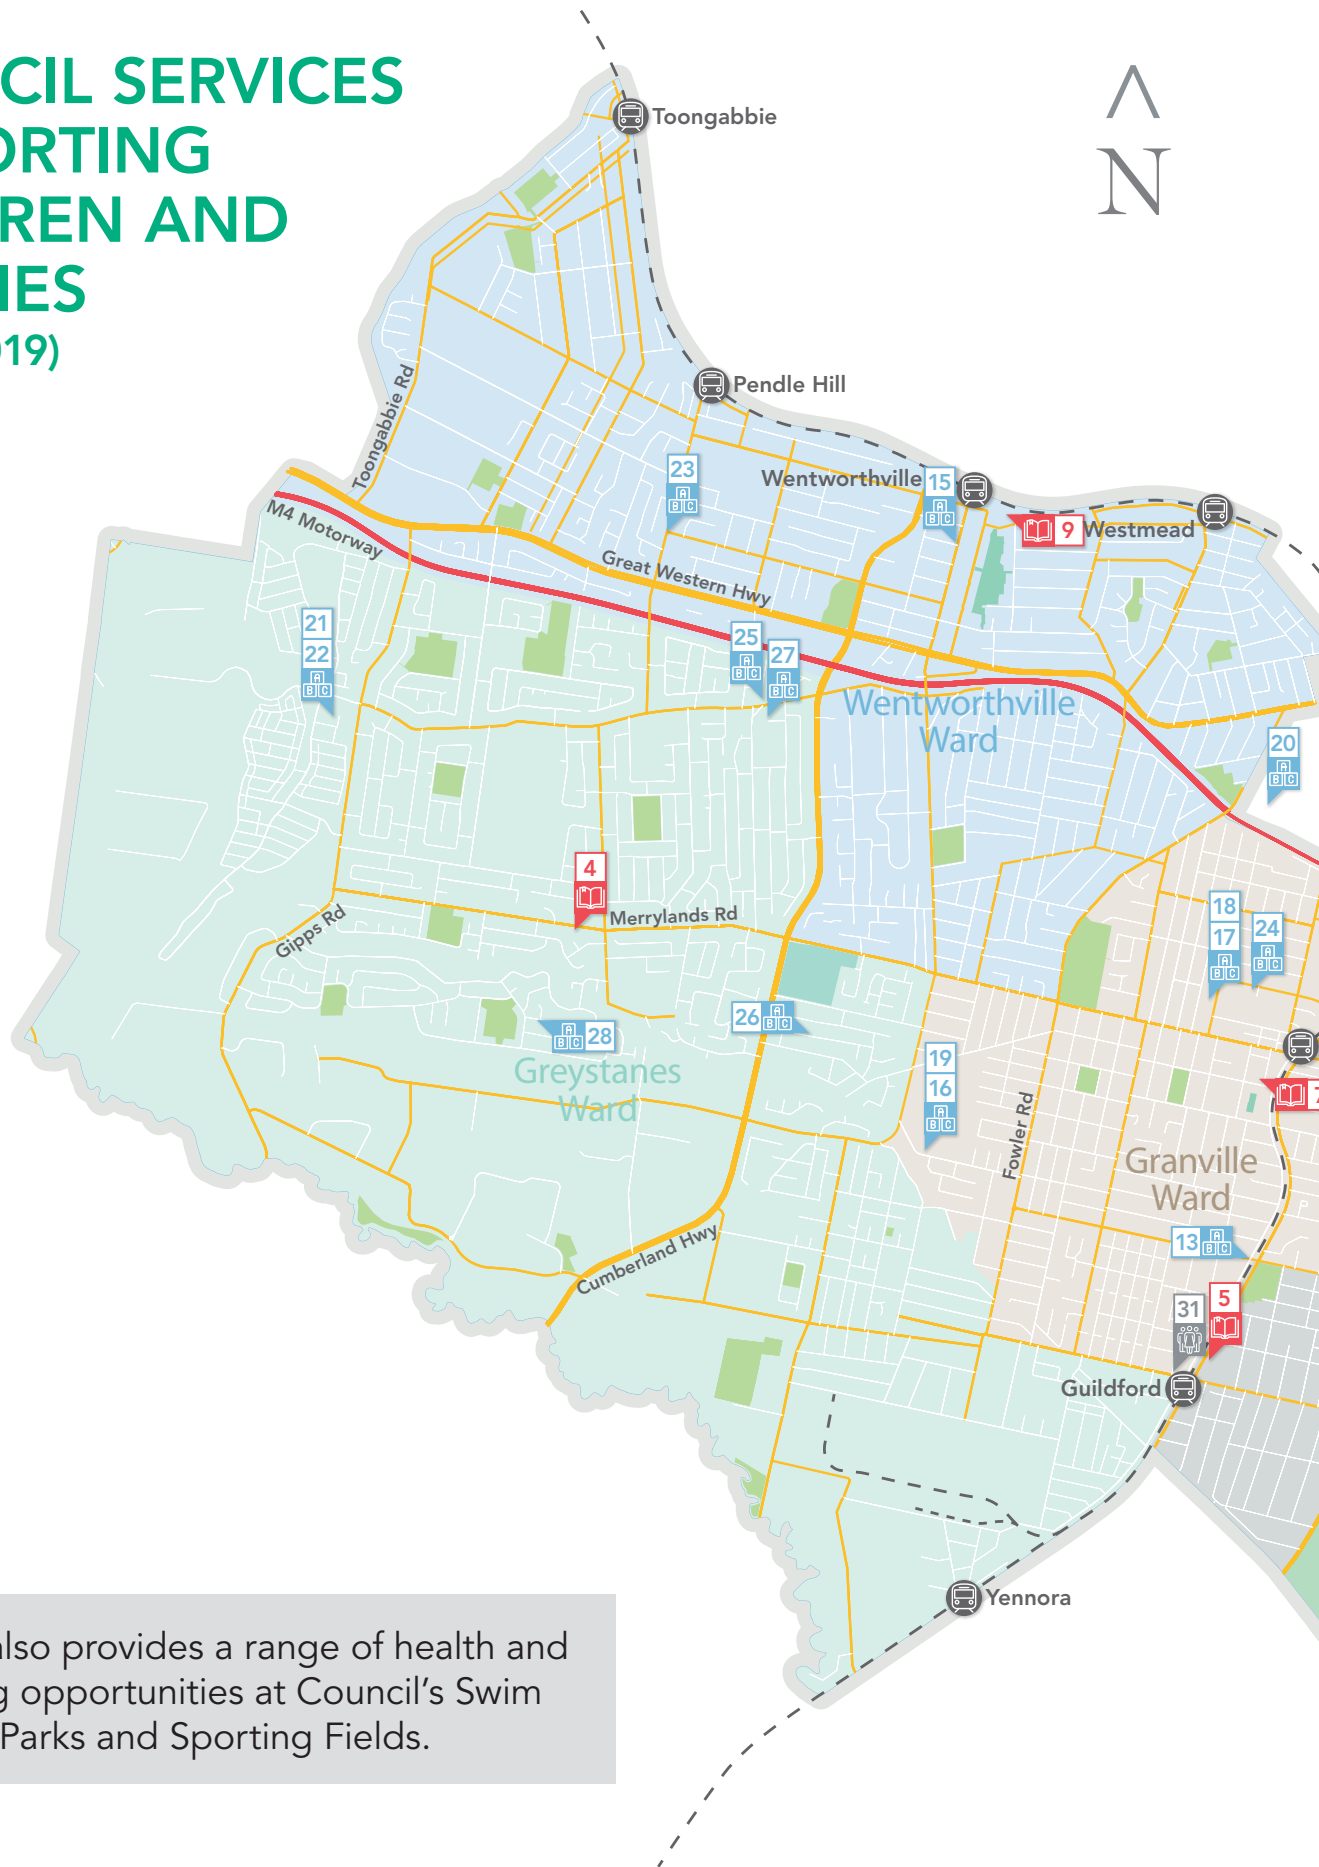 CIL SERVICES
ORTING
REN AND
IES
019)
N
Toongabbie
Pendle Hill
Toongabbie Rd
23
A
B C
Wentworthville
15
A
B C
9
Westmead
M4 Motorway
Great Western Hwy
21
22
A
B C
25
A
B C
27
A
B C
Wentworthville
Ward
20
A
B C
4
Merrylands Rd
Gipps Rd
18
17
A
B C
24
A
B C
26
A
B C
28
A
B C
Greystanes
Ward
19
16
A
B C
Fowler Rd
7
Granville
Ward
13
A
B C
Cumberland Hwy
31
5
Guildford
Yennora
also provides a range of health and
g opportunities at Council's Swim
Parks and Sporting Fields.